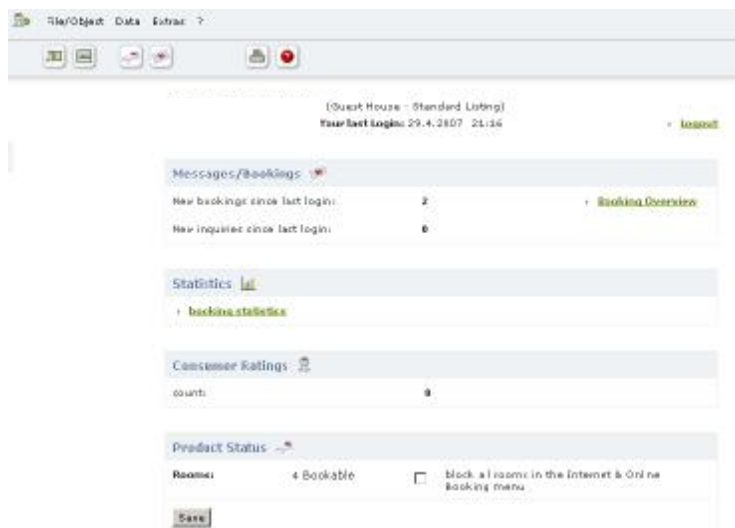 File/Object Data Extras ?
(Guest House - Standard Listing)
Your last Login: 29.4.2007 21:16
Logout
Messages/Bookings
New bookings since last login: 2
Booking Overview
New inquiries since last login: 0
Statistics
booking statistics
Consumer Ratings
count: 0
Product Status
Rooms: 4 Bookable block all rooms in the Internet & Online
Booking menu
Save